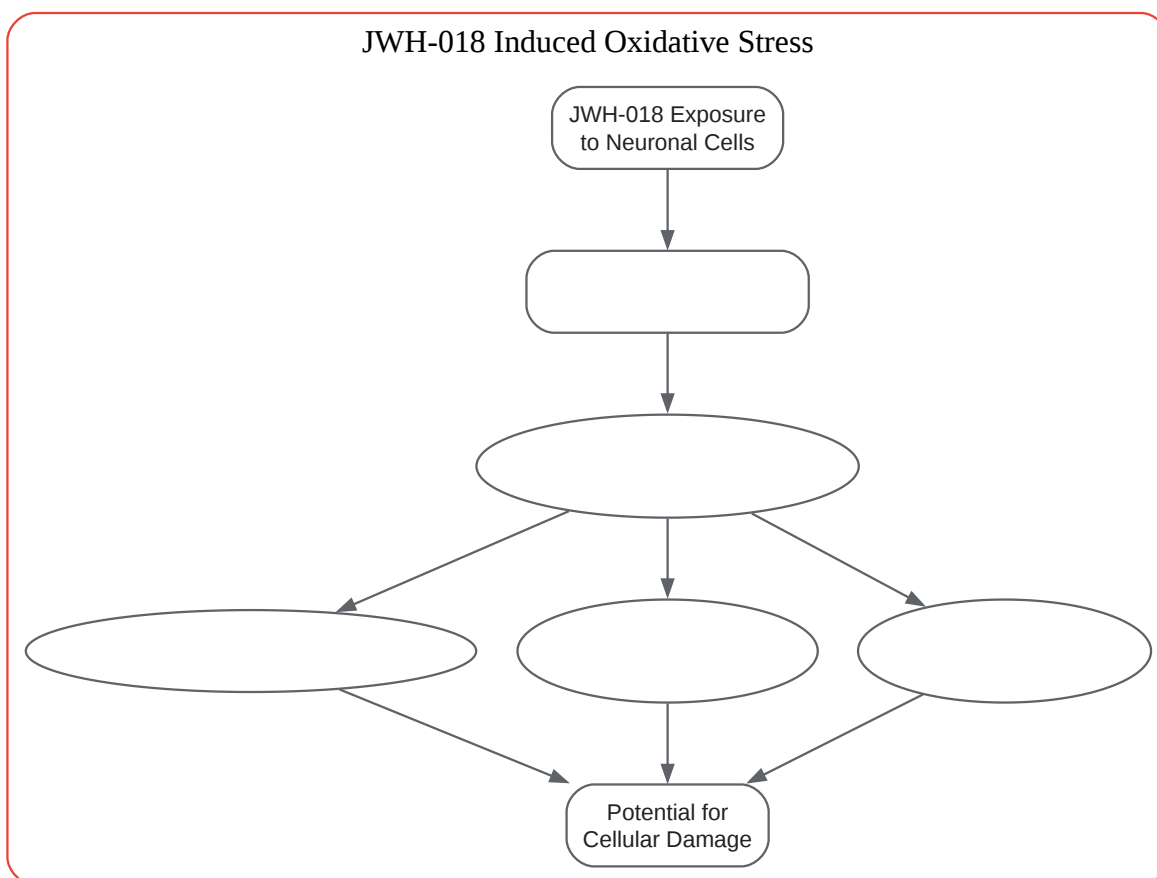 JWH-018 Induced Oxidative Stress
JWH-018 Exposure
to Neuronal Cells
Potential for
Cellular Damage